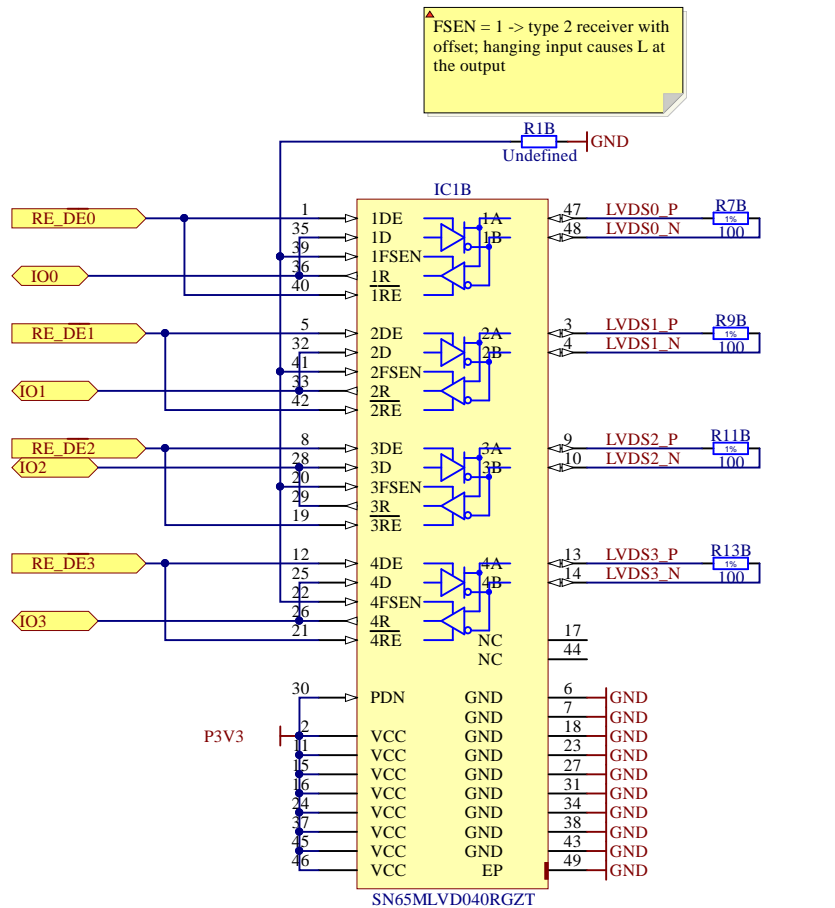 FSEN = 1 -> type 2 receiver with
offset; hanging input causes L at
the output
R1B
GND
Undefined
IC1B
RE_DE0 1 1DE 1A 47 LVDS0_P R7B
1%
35 1D 1B 48 LVDS0_N 100
39 1FSEN
IO0 36 1R
40 1RE
RE_DE1 5 2DE 2A 3 LVDS1_P R9B
1%
32 2D 2B 4 LVDS1_N 100
41 2FSEN
IO1 33 2R
42 2RE
RE_DE2 8 3DE 3A 9 LVDS2_P R11B
1%
IO2 28 3D 3B 10 LVDS2_N 100
20 3FSEN
29 3R
19 3RE
RE_DE3 12 4DE 4A 13 LVDS3_P R13B
1%
25 4D 4B 14 LVDS3_N 100
22 4FSEN
IO3 26 4R
21 4RE
NC 17
NC 44
30 PDN GND 6 GND
GND 7
P3V3 2 VCC GND 18 GND
11 VCC GND 23 GND
15 VCC GND 27 GND
16 VCC GND 31 GND
24 VCC GND 34 GND
37 VCC GND 38 GND
45 VCC GND 43 GND
46 VCC EP 49 GND
SN65MLVD040RGZT